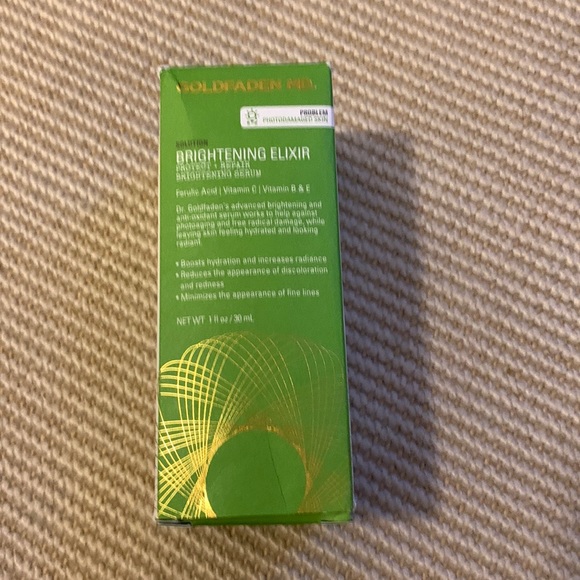 GOLDFADEN MD.
PROBLEM
PHOTODAMAGED SKIN
SOLUTION
BRIGHTENING ELIXIR
PROTECT + REPAIR
BRIGHTENING SERUM
Ferulic Acid | Vitamin C | Vitamin B & E
Dr. Goldfaden's advanced brightening and
anti-oxidant serum works to help against
photoaging and free radical damage, while
leaving skin feeling hydrated and looking
radiant
• Boosts hydration and increases radiance
• Reduces the appearance of discoloration
and redness
• Minimizes the appearance of fine lines
NET WT. 1 fl oz / 30 mL